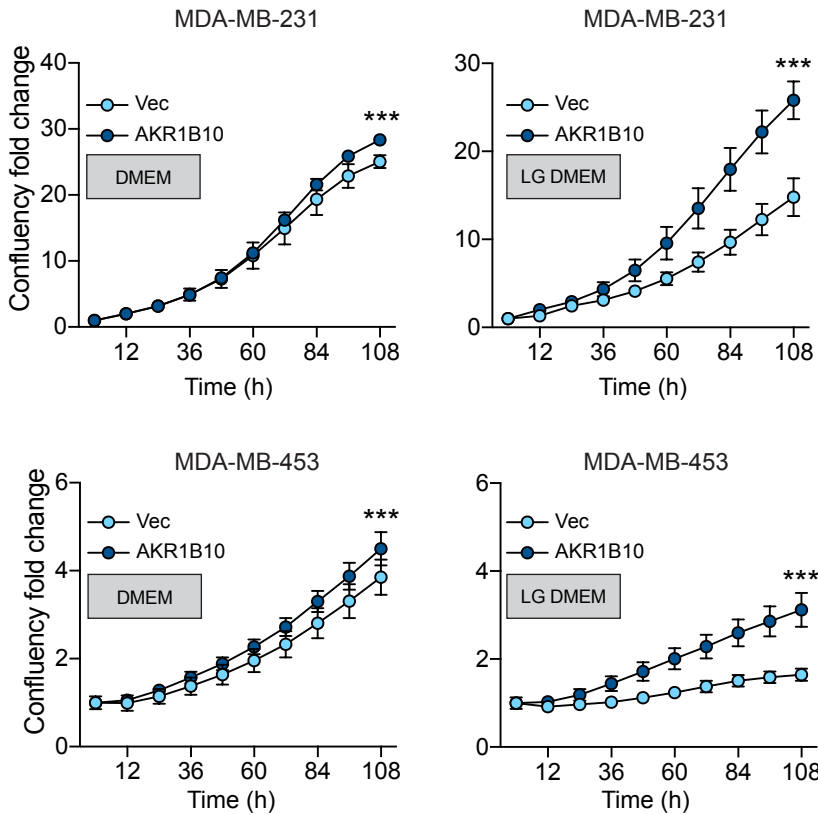 MDA-MB-231
Confluency fold change
40
30
20
10
0
Vec
AKR1B10
DMEM
***
12 36 60 84 108
Time (h)
MDA-MB-231
30
20
10
0
Vec
AKR1B10
LG DMEM
***
12 36 60 84 108
Time (h)
MDA-MB-453
Confluency fold change
6
4
2
0
Vec
AKR1B10
DMEM
***
12 36 60 84 108
Time (h)
MDA-MB-453
6
4
2
0
Vec
AKR1B10
LG DMEM
***
12 36 60 84 108
Time (h)